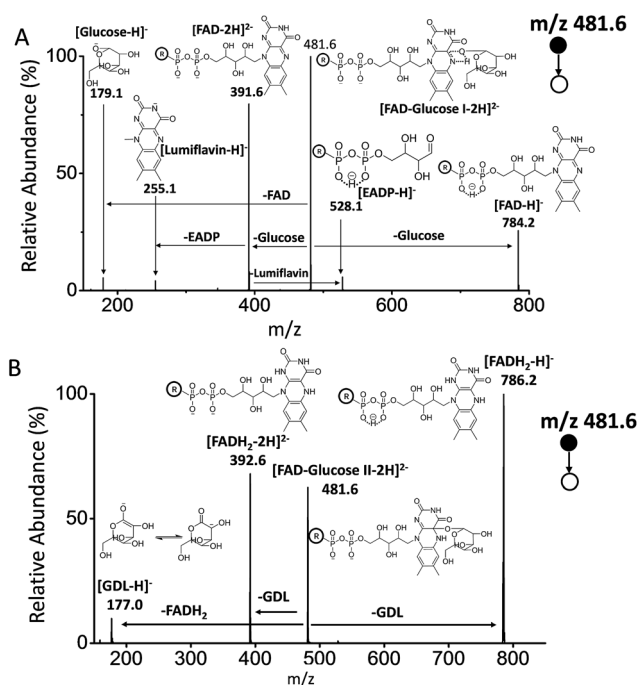 A
[Glucose-H]⁻
179.1
[FAD-2H]²⁻
391.6
481.6
[FAD-Glucose I-2H]²⁻
m/z 481.6
[Lumiflavin-H]⁻
255.1
[EADP-H]⁻
528.1
[FAD-H]⁻
784.2
-FAD
-EADP
-Glucose
-Glucose
-Lumiflavin
Relative Abundance (%)
100
50
0
200
400
600
800
m/z
B
[FADH₂-H]⁻
786.2
[FADH₂-2H]²⁻
392.6
[FAD-Glucose II-2H]²⁻
481.6
m/z 481.6
[GDL-H]⁻
177.0
-FADH₂
-GDL
-GDL
Relative Abundance (%)
100
50
0
200
300
400
500
600
700
800
m/z